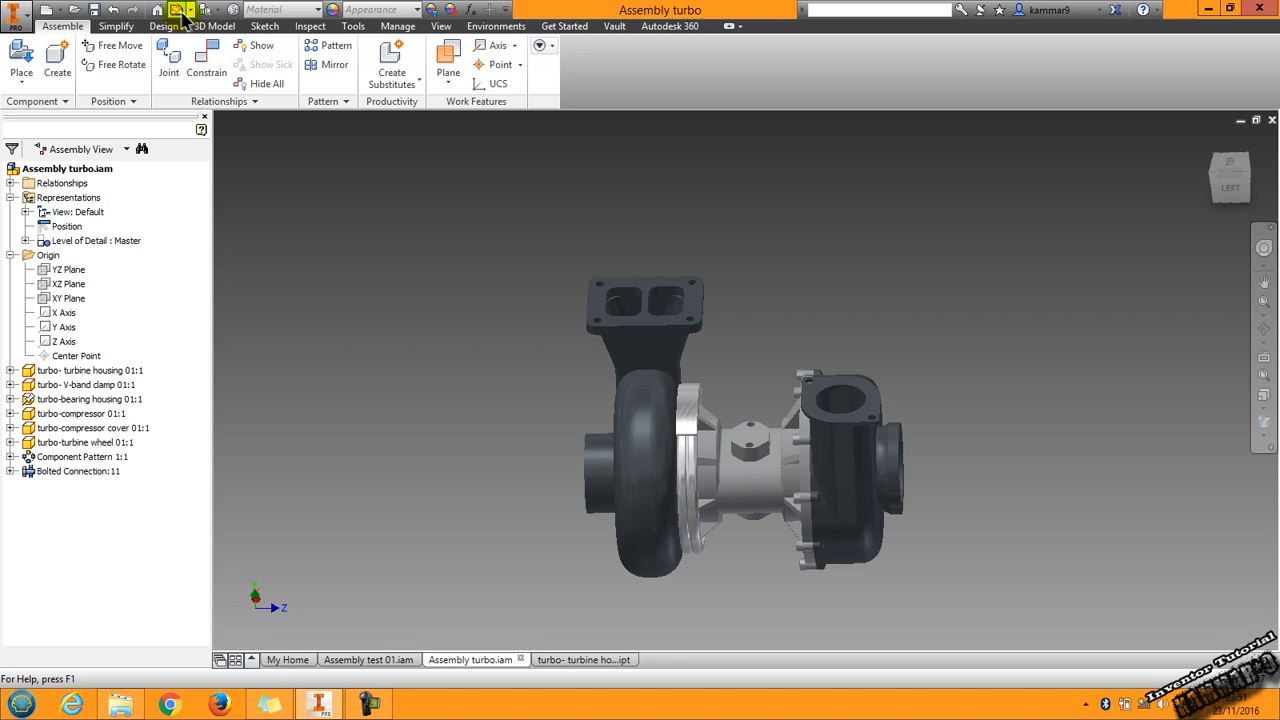 Material
Appearance
Assembly turbo
kammar9
PRO
Assemble Simplify Design 3D Model Sketch Inspect Tools Manage View Environments Get Started Vault Autodesk 360
Place
Create
Free Move
Free Rotate
Joint
Constrain
Show
Show Sick
Hide All
Pattern
Mirror
Create
Substitutes
Plane
Axis
Point
UCS
Component Position Relationships Pattern Productivity Work Features
Assembly View
Assembly turbo.iam
Relationships
Representations
View: Default
Position
Level of Detail : Master
Origin
YZ Plane
XZ Plane
XY Plane
X Axis
Y Axis
Z Axis
Center Point
turbo- turbine housing 01:1
turbo- V-band clamp 01:1
turbo-bearing housing 01:1
turbo-compressor 01:1
turbo-compressor cover 01:1
turbo-turbine wheel 01:1
Component Pattern 1:1
Bolted Connection:11
LEFT
Z
My Home Assembly test 01.iam Assembly turbo.iam turbo- turbine ho...ipt
For Help, press F1
Inventor Tutorial
23/11/2016